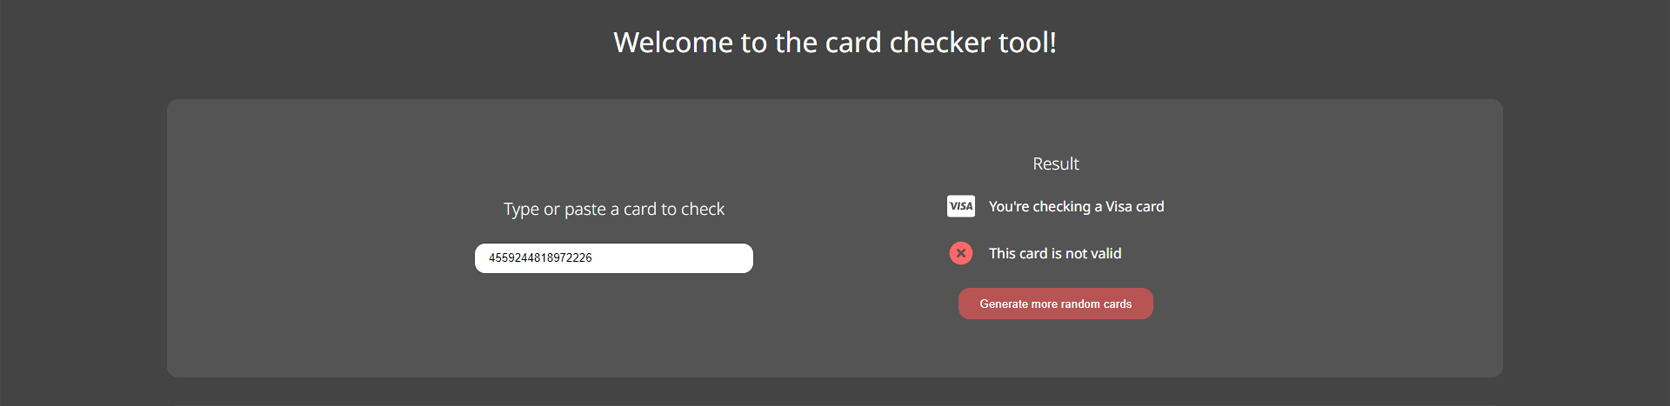 Welcome to the card checker tool!
Type or paste a card to check
4559244818972226
Result
VISA
You're checking a Visa card
This card is not valid
Generate more random cards